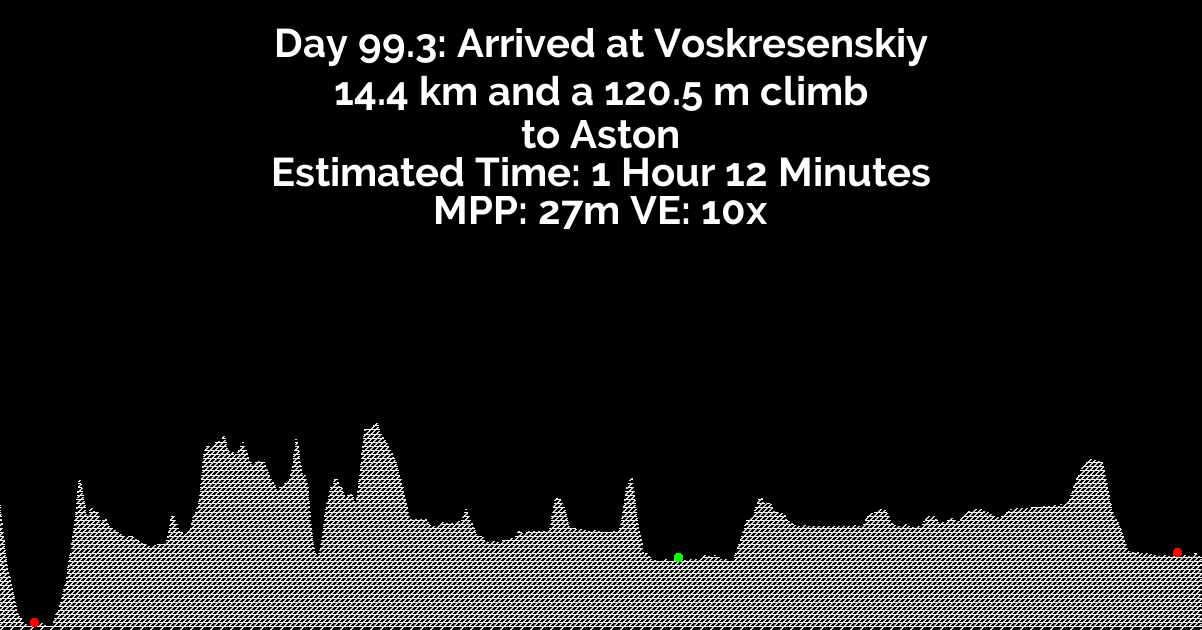 Day 99.3: Arrived at Voskresenskiy
14.4 km and a 120.5 m climb
to Aston
Estimated Time: 1 Hour 12 Minutes
MPP: 27m VE: 10x